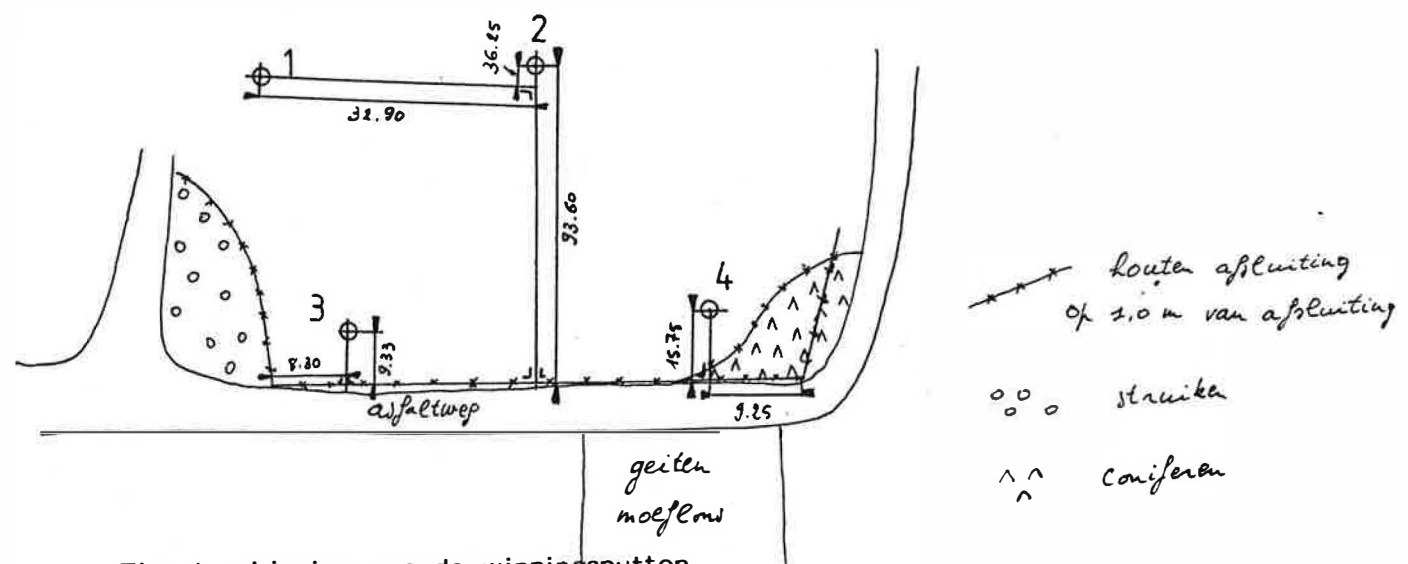 1
2
36.25
32.90
93.60
3
8.30
9.33
4
15.75
9.25
asfaltweg
geiten
moeflons
houten afsluiting
op 1,0 m van afsluiting
struiken
coniferen